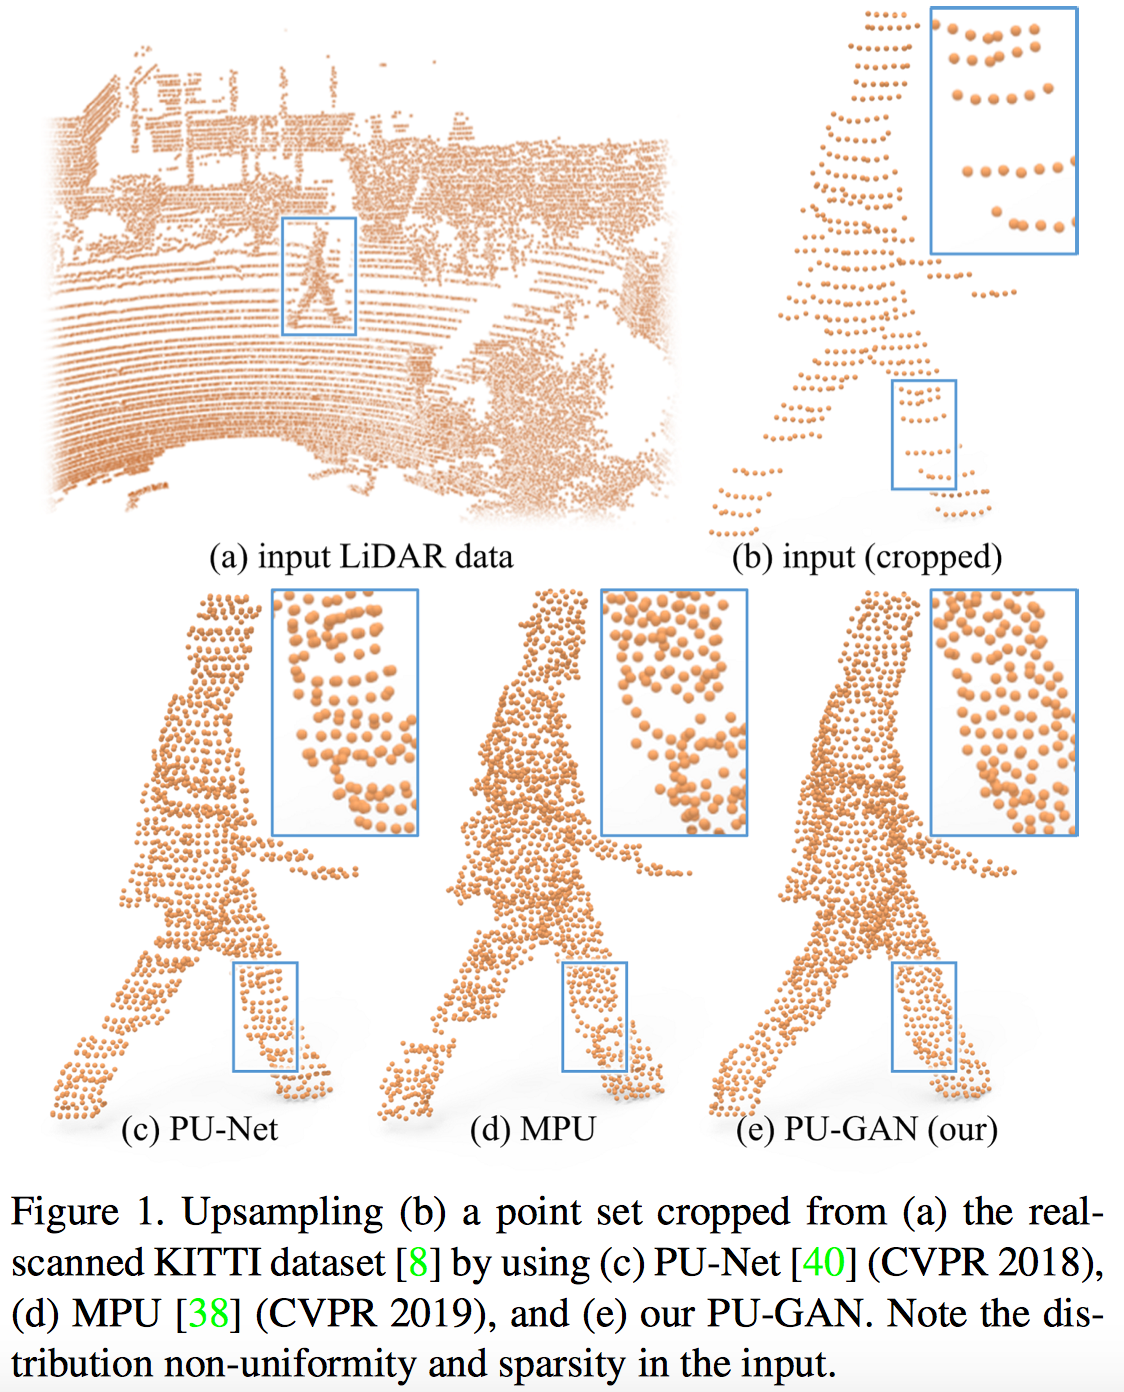 (a) input LiDAR data
(b) input (cropped)
(c) PU-Net
(d) MPU
(e) PU-GAN (our)
Figure 1. Upsampling (b) a point set cropped from (a) the real-
scanned KITTI dataset [8] by using (c) PU-Net [40] (CVPR 2018),
(d) MPU [38] (CVPR 2019), and (e) our PU-GAN. Note the dis-
tribution non-uniformity and sparsity in the input.